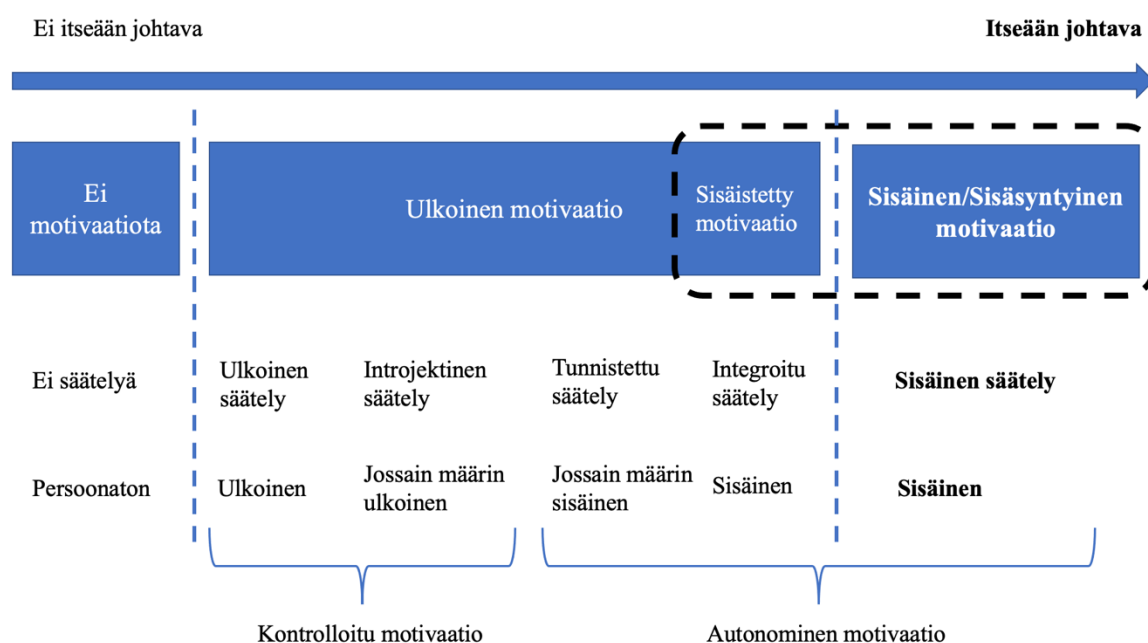 Ei itseään johtava
Itseään johtava
Ei
motivaatiota
Ulkoinen motivaatio
Sisäistetty
motivaatio
Sisäinen/Sisäsyntyinen
motivaatio
Ei säätelyä
Ulkoinen
säätely
Introjektinen
säätely
Tunnistettu
säätely
Integroitu
säätely
Sisäinen säätely
Persoonaton
Ulkoinen
Jossain määrin
ulkoinen
Jossain määrin
sisäinen
Sisäinen
Sisäinen
Kontrolloitu motivaatio
Autonominen motivaatio